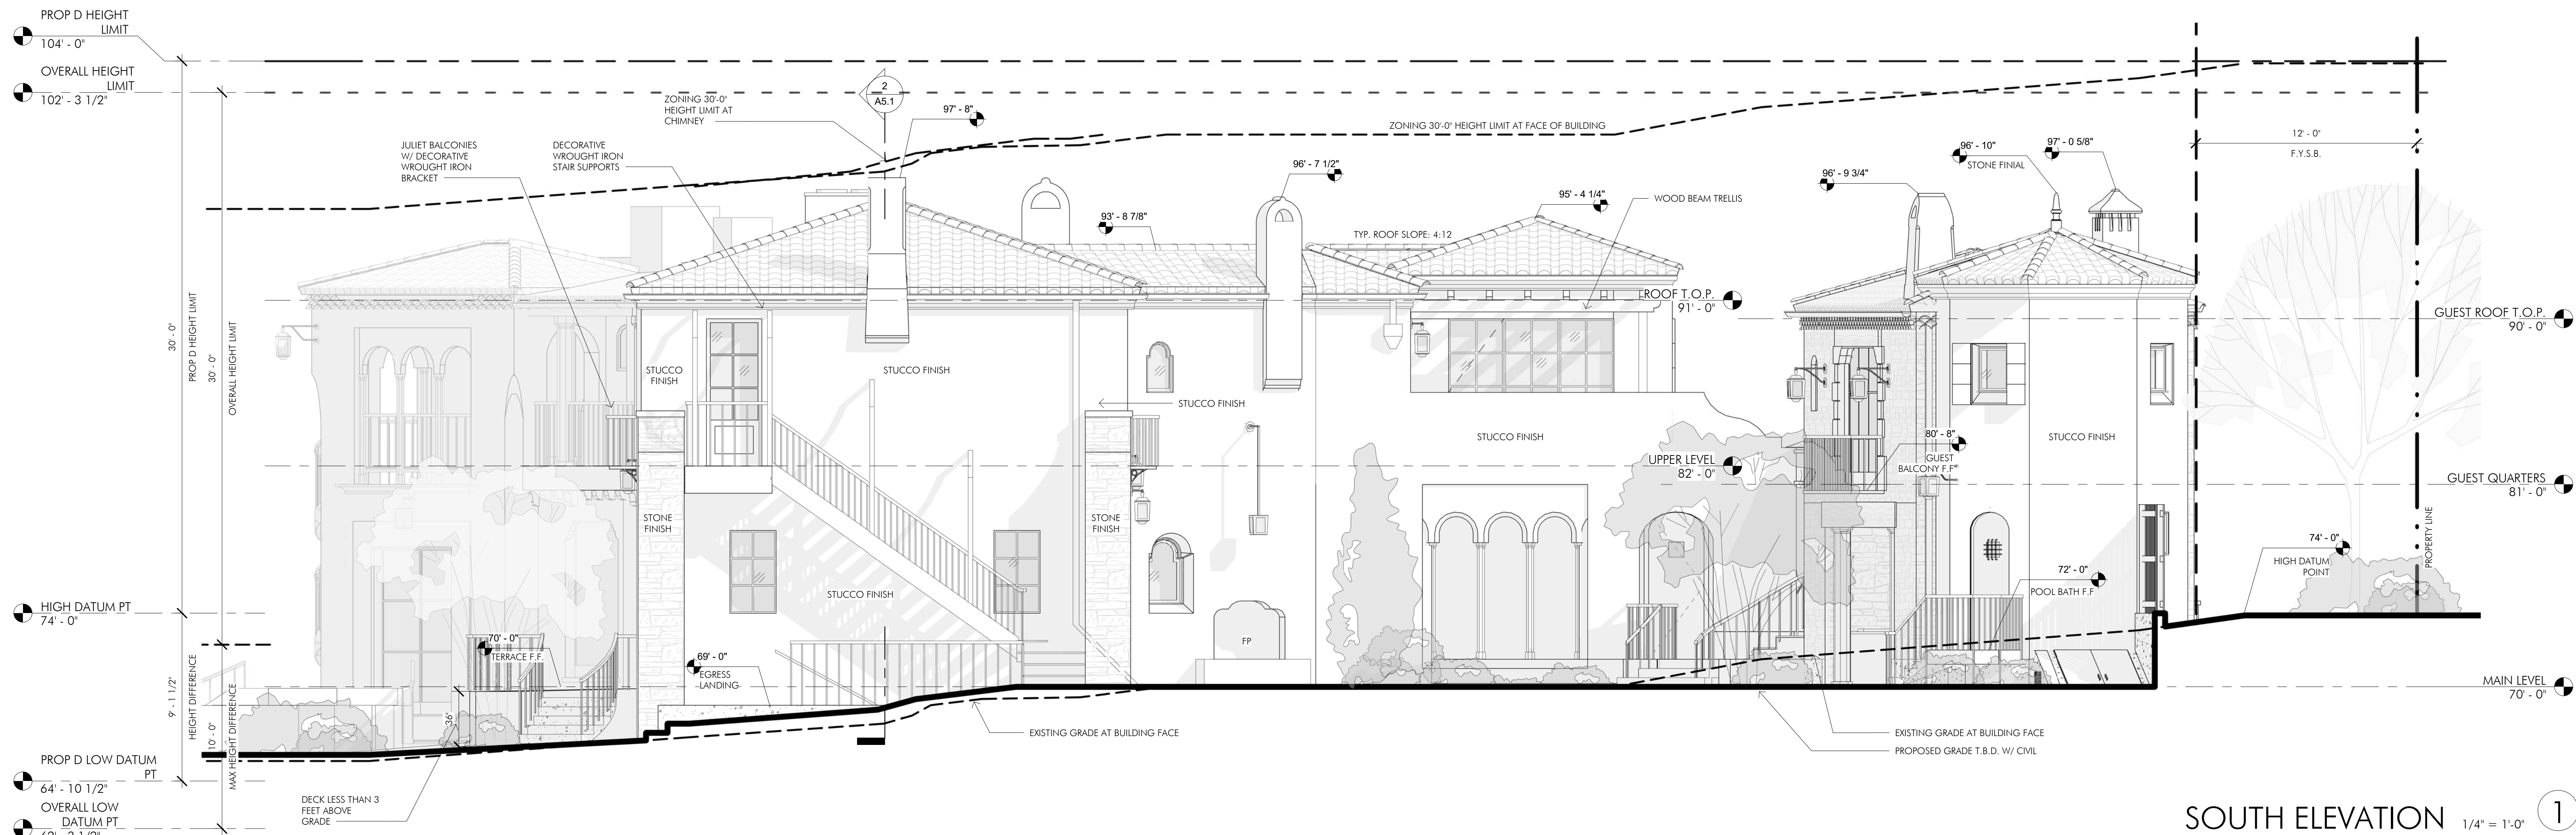 PROP D HEIGHT
LIMIT
104' - 0"
OVERALL HEIGHT
LIMIT
102' - 3 1/2"
30' - 0"
PROP D HEIGHT LIMIT
30' - 0"
OVERALL HEIGHT LIMIT
HIGH DATUM PT
74' - 0"
9' - 1 1/2"
HEIGHT DIFFERENCE
10' - 0"
MAX HEIGHT DIFFERENCE
PROP D LOW DATUM
PT
64' - 10 1/2"
OVERALL LOW
DATUM PT
62' - 3 1/2"
JULIET BALCONIES
W/ DECORATIVE
WROUGHT IRON
BRACKET
DECORATIVE
WROUGHT IRON
STAIR SUPPORTS
ZONING 30'-0"
HEIGHT LIMIT AT
CHIMNEY
2
A5.1
97' - 8"
ZONING 30'-0" HEIGHT LIMIT AT FACE OF BUILDING
93' - 8 7/8"
96' - 7 1/2"
TYP. ROOF SLOPE: 4:12
95' - 4 1/4"
WOOD BEAM TRELLIS
96' - 9 3/4"
96' - 10"
STONE FINIAL
97' - 0 5/8"
12' - 0"
F.Y.S.B.
ROOF T.O.P.
91' - 0"
GUEST ROOF T.O.P.
90' - 0"
STUCCO
FINISH
STUCCO FINISH
STUCCO FINISH
STUCCO FINISH
STUCCO FINISH
80' - 8"
GUEST
BALCONY F.F.
UPPER LEVEL
82' - 0"
GUEST QUARTERS
81' - 0"
STONE
FINISH
STONE
FINISH
STUCCO FINISH
74' - 0"
HIGH DATUM
POINT
PROPERTY LINE
72' - 0"
POOL BATH F.F
70' - 0"
TERRACE F.F.
69' - 0"
EGRESS
LANDING
FP
36"
MAIN LEVEL
70' - 0"
EXISTING GRADE AT BUILDING FACE
EXISTING GRADE AT BUILDING FACE
PROPOSED GRADE T.B.D. W/ CIVIL
DECK LESS THAN 3
FEET ABOVE
GRADE
SOUTH ELEVATION
1/4" = 1'-0"
1